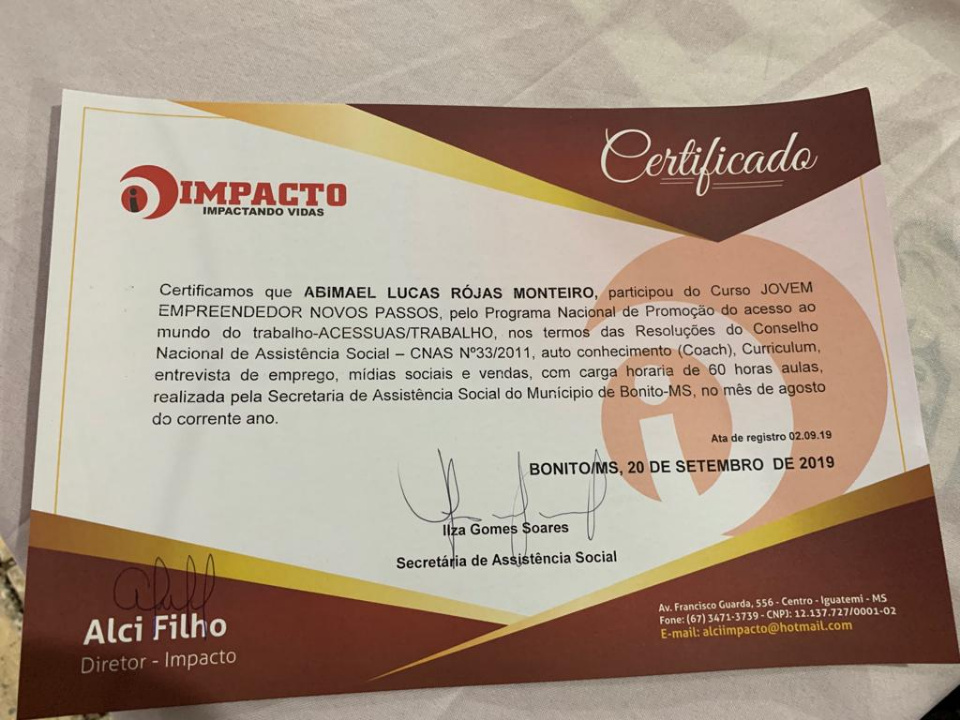 Certificado
IMPACTO
IMPACTANDO VIDAS
Certificamos que ABIMAEL LUCAS RÓJAS MONTEIRO, participou do Curso JOVEM
EMPREENDEDOR NOVOS PASSOS, pelo Programa Nacional de Promoção do acesso ao
mundo do trabalho-ACESSUAS/TRABALHO, nos termos das Resoluções do Conselho
Nacional de Assistência Social – CNAS Nº33/2011, auto conhecimento (Coach), Curriculum,
entrevista de emprego, mídias sociais e vendas, com carga horaria de 60 horas aulas,
realizada pela Secretaria de Assistência Social do Munícipio de Bonito-MS, no mês de agosto
do corrente ano.
Ata de registro 02.09.19
BONITO/MS, 20 DE SETEMBRO DE 2019
Ilza Gomes Soares
Secretária de Assistência Social
Alci Filho
Diretor - Impacto
Av. Francisco Guarda, 556 - Centro - Iguatemi - MS
Fone: (67) 3471-3739 - CNPJ: 12.137.727/0001-02
E-mail: alciimpacto@hotmail.com